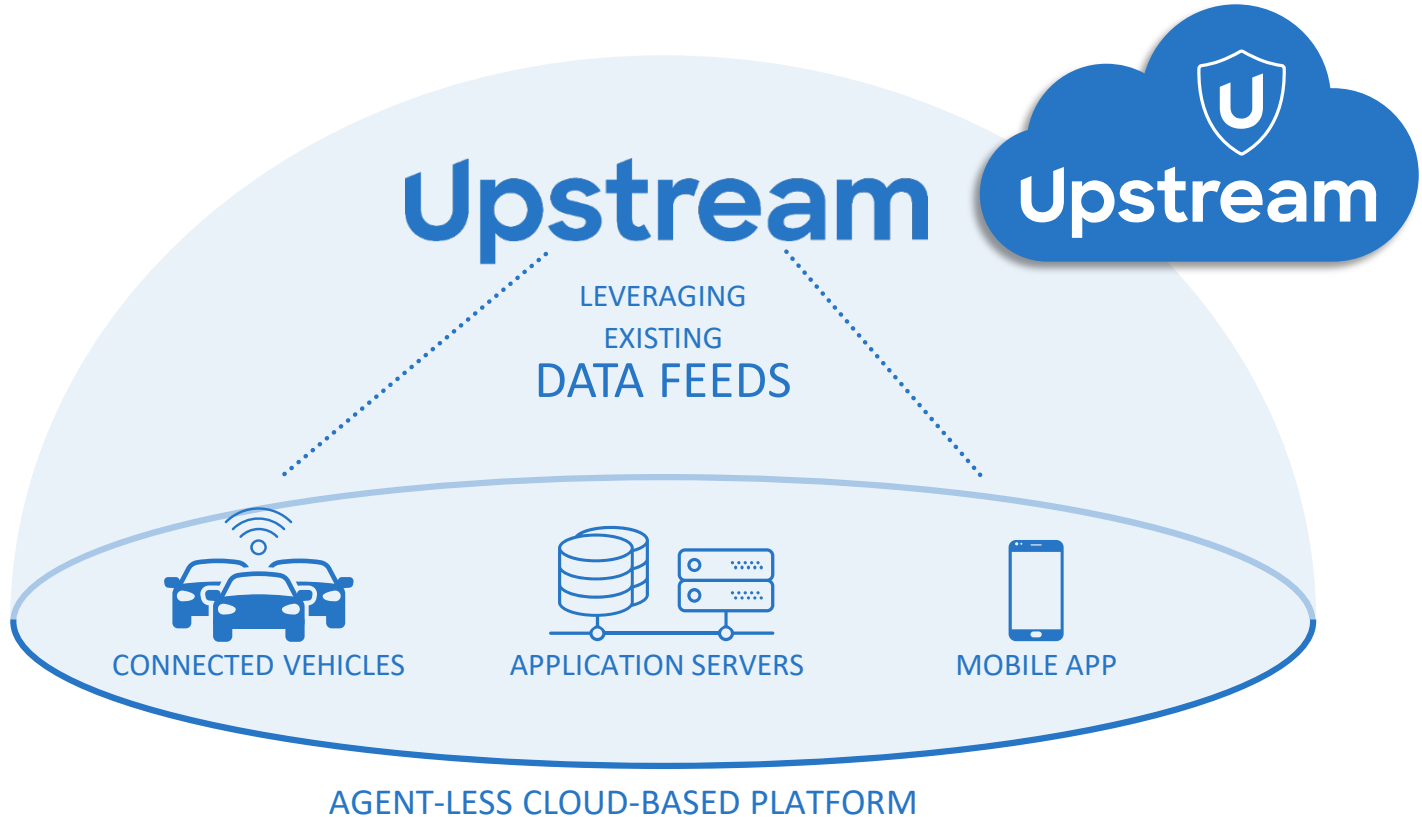 U
Upstream
Upstream
LEVERAGING
EXISTING
DATA FEEDS
CONNECTED VEHICLES
APPLICATION SERVERS
MOBILE APP
AGENT-LESS CLOUD-BASED PLATFORM